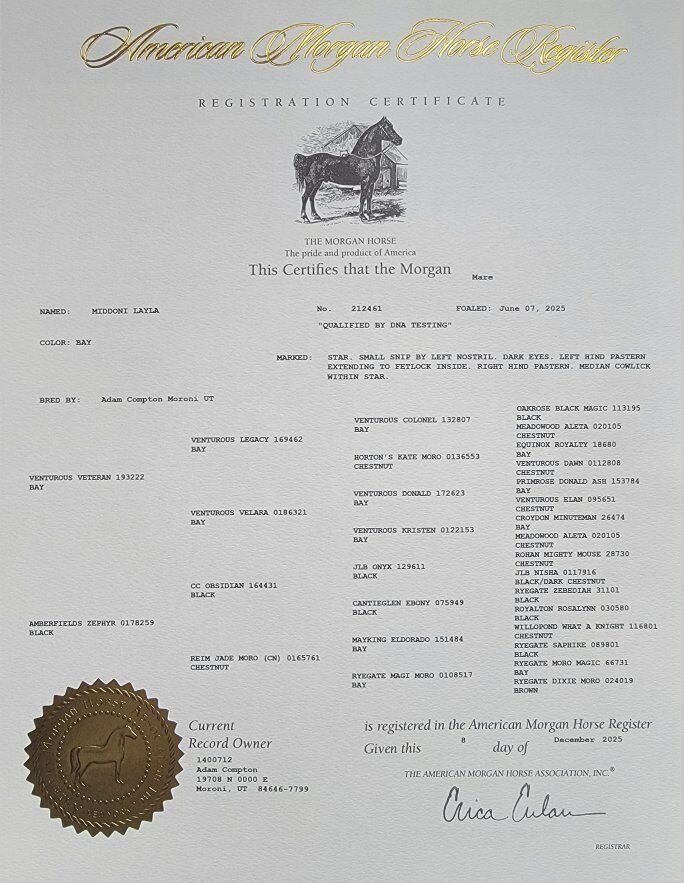 American Morgan Horse Register
REGISTRATION CERTIFICATE
THE MORGAN HORSE
The pride and product of America
This Certifies that the Morgan Mare
NAMED: MIDDONI LAYLA No. 212461 FOALED: June 07, 2025
"QUALIFIED BY DNA TESTING"
COLOR: BAY
MARKED: STAR. SMALL SNIP BY LEFT NOSTRIL. DARK EYES. LEFT HIND PASTERN
EXTENDING TO FETLOCK INSIDE. RIGHT HIND PASTERN. MEDIAN COWLICK
WITHIN STAR.
BRED BY: Adam Compton Moroni UT
OAKROSE BLACK MAGIC 113195
BLACK
VENTUROUS COLONEL 132807
BAY
MEADOWOOD ALETA 020105
CHESTNUT
VENTUROUS LEGACY 169462
BAY
EQUINOX ROYALTY 18680
BAY
HORTON'S KATE MORO 0136553
CHESTNUT
VENTUROUS DAWN 0112808
CHESTNUT
VENTUROUS VETERAN 193222
BAY
PRIMROSE DONALD ASH 153784
BAY
VENTUROUS DONALD 172623
BAY
VENTUROUS ELAN 095651
CHESTNUT
VENTUROUS VELARA 0186321
BAY
CROYDON MINUTEMAN 26474
BAY
VENTUROUS KRISTEN 0122153
BAY
MEADOWOOD ALETA 020105
CHESTNUT
ROHAN MIGHTY MOUSE 28730
CHESTNUT
JLB ONYX 129611
BLACK
JLB NISHA 0117916
BLACK/DARK CHESTNUT
CC OBSIDIAN 164431
BLACK
RYEGATE ZEBEDIAH 31101
BLACK
CANTIEGLEN EBONY 075949
BLACK
ROYALTON ROSALYNN 030580
BLACK
AMBERFIELDS ZEPHYR 0178259
BLACK
WILLOPOND WHAT A KNIGHT 116801
CHESTNUT
MAYKING ELDORADO 151484
BAY
RYEGATE SAPHIRE 089801
BLACK
REIM JADE MORO (CN) 0165761
CHESTNUT
RYEGATE MORO MAGIC 66731
BAY
RYEGATE MAGI MORO 0108517
BAY
RYEGATE DIXIE MORO 024019
BROWN
Current
Record Owner
1400712
Adam Compton
19708 N 0000 E
Moroni, UT 84646-7799
is registered in the American Morgan Horse Register
Given this 8 day of December 2025
THE AMERICAN MORGAN HORSE ASSOCIATION, INC.®
REGISTRAR